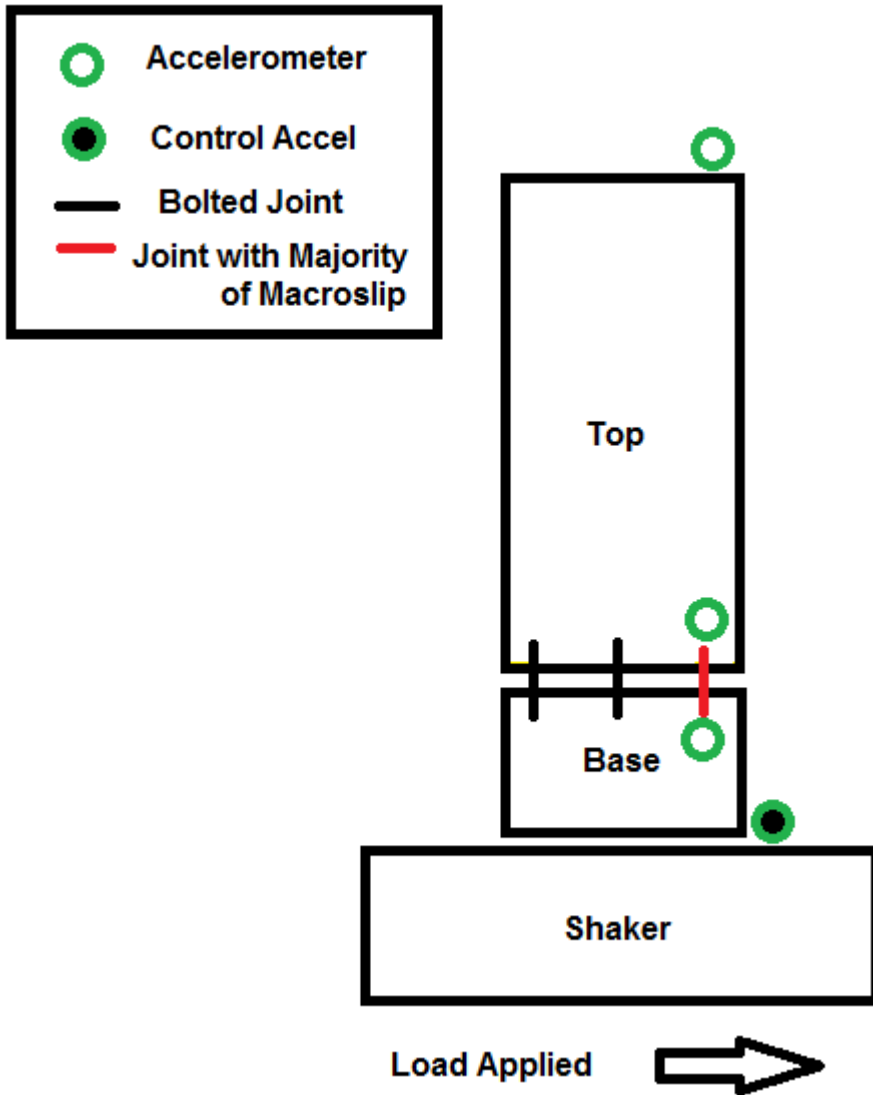 Accelerometer
Control Accel
Bolted Joint
Joint with Majority
of Macroslip
Top
Base
Shaker
Load Applied